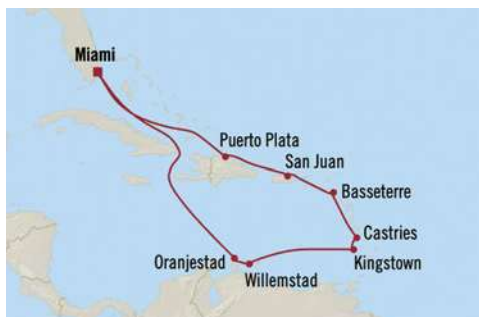 Miami
Puerto Plata
San Juan
Basseterre
Castries
Kingstown
Oranjestad
Willemstad